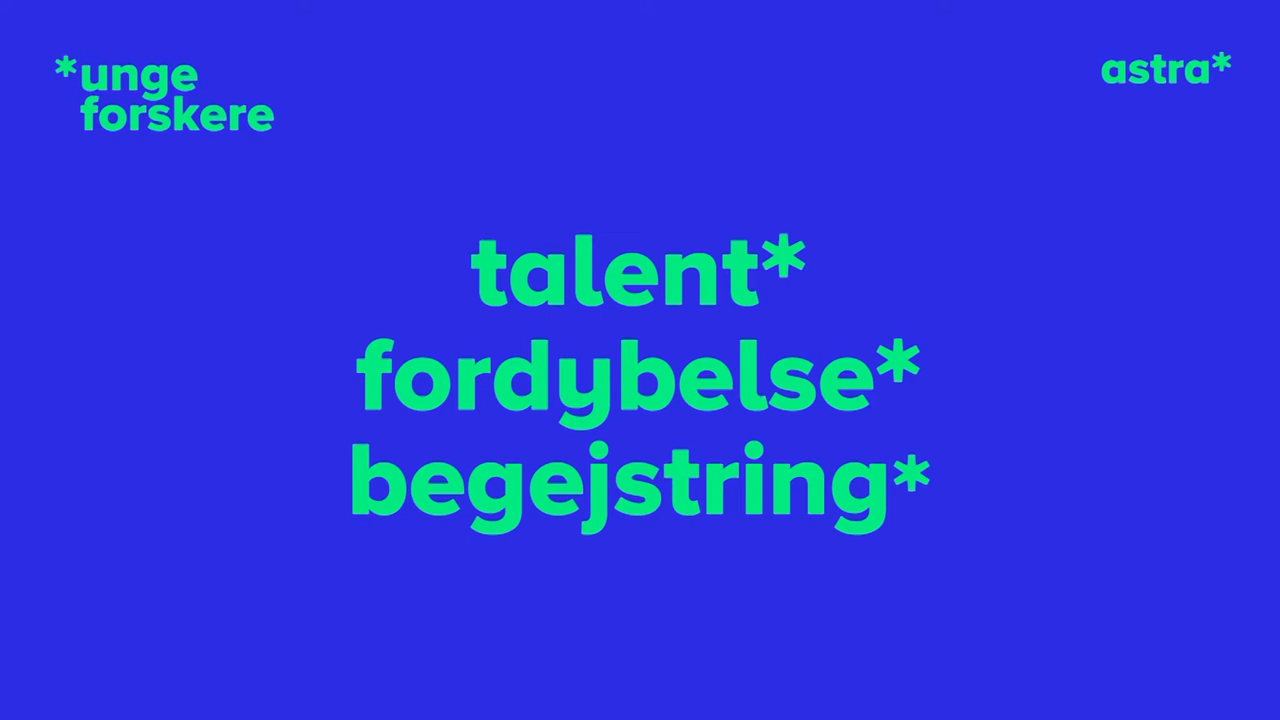 *unge
forskere
astra*
talent*
fordybelse*
begejstring*